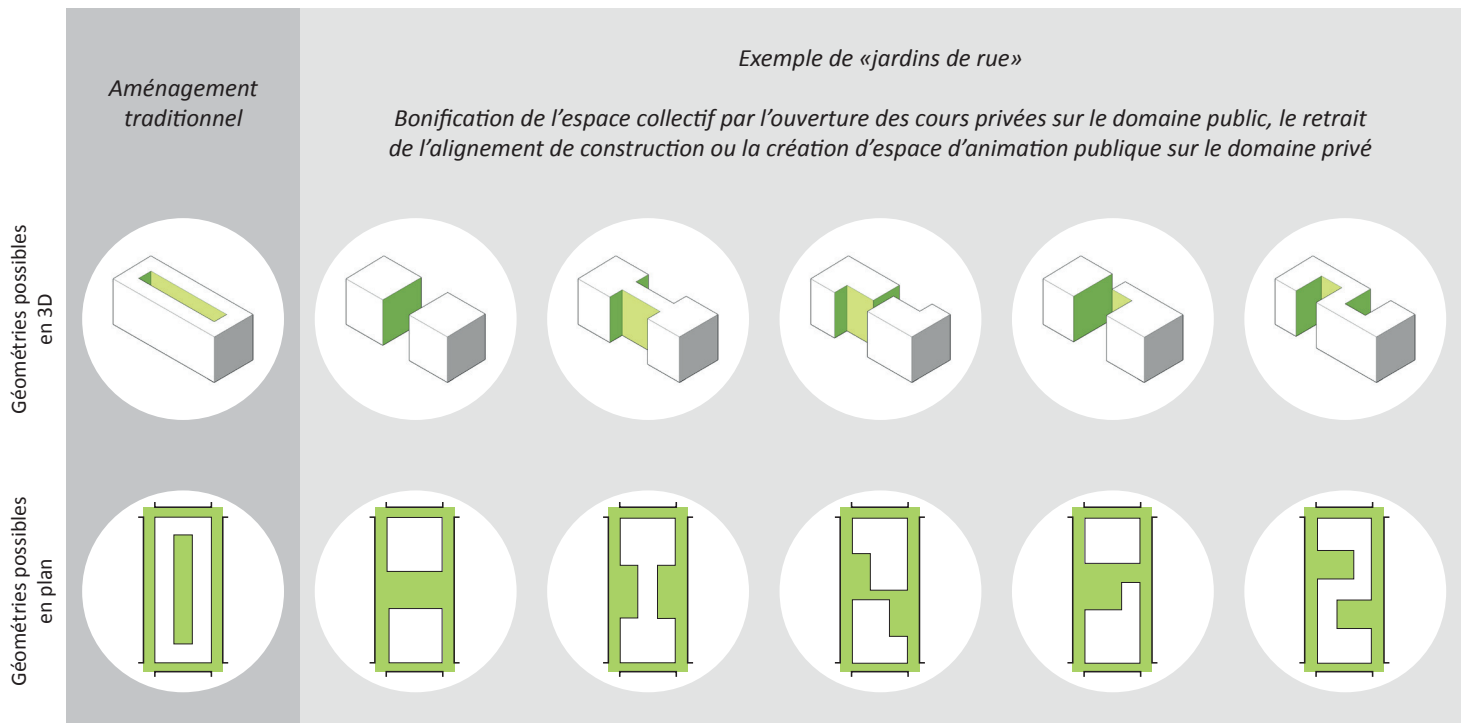 Aménagement
traditionnel
Exemple de «jardins de rue»
Bonification de l'espace collectif par l'ouverture des cours privées sur le domaine public, le retrait
de l'alignement de construction ou la création d'espace d'animation publique sur le domaine privé
Géométries possibles
en 3D
Géométries possibles
en plan